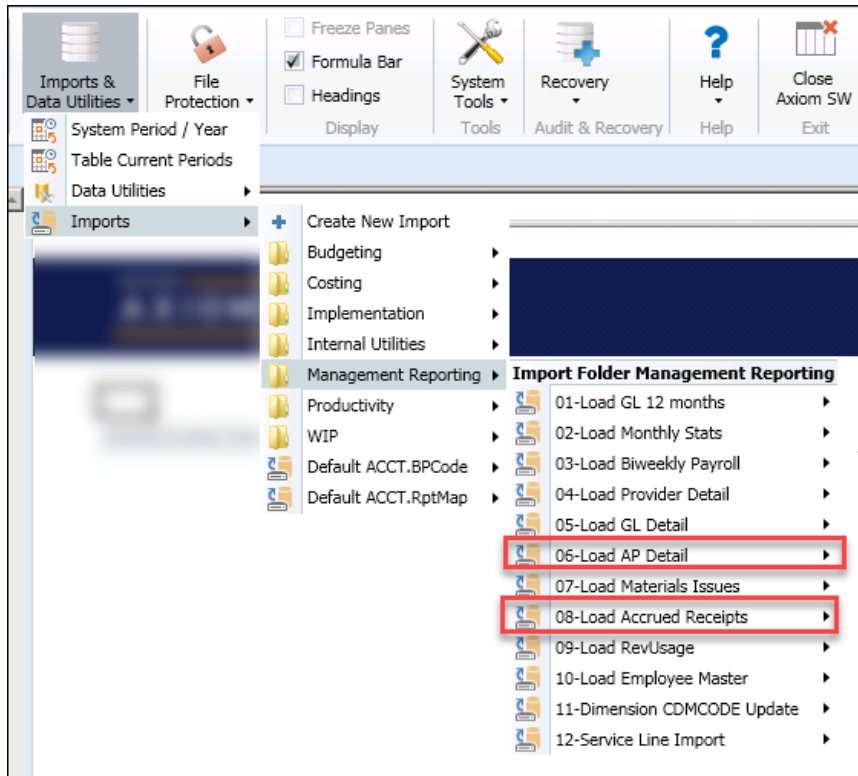 Imports &
Data Utilities
File
Protection
Freeze Panes
Formula Bar
Headings
Display
System
Tools
Tools
Recovery
Audit & Recovery
Help
Help
Close
Axiom SW
Exit
System Period / Year
Table Current Periods
Data Utilities
Imports
Create New Import
Budgeting
Costing
Implementation
Internal Utilities
Management Reporting
Productivity
WIP
Default ACCT.BPCode
Default ACCT.RptMap
Import Folder Management Reporting
01-Load GL 12 months
02-Load Monthly Stats
03-Load Biweekly Payroll
04-Load Provider Detail
05-Load GL Detail
06-Load AP Detail
07-Load Materials Issues
08-Load Accrued Receipts
09-Load RevUsage
10-Load Employee Master
11-Dimension CDMCODE Update
12-Service Line Import